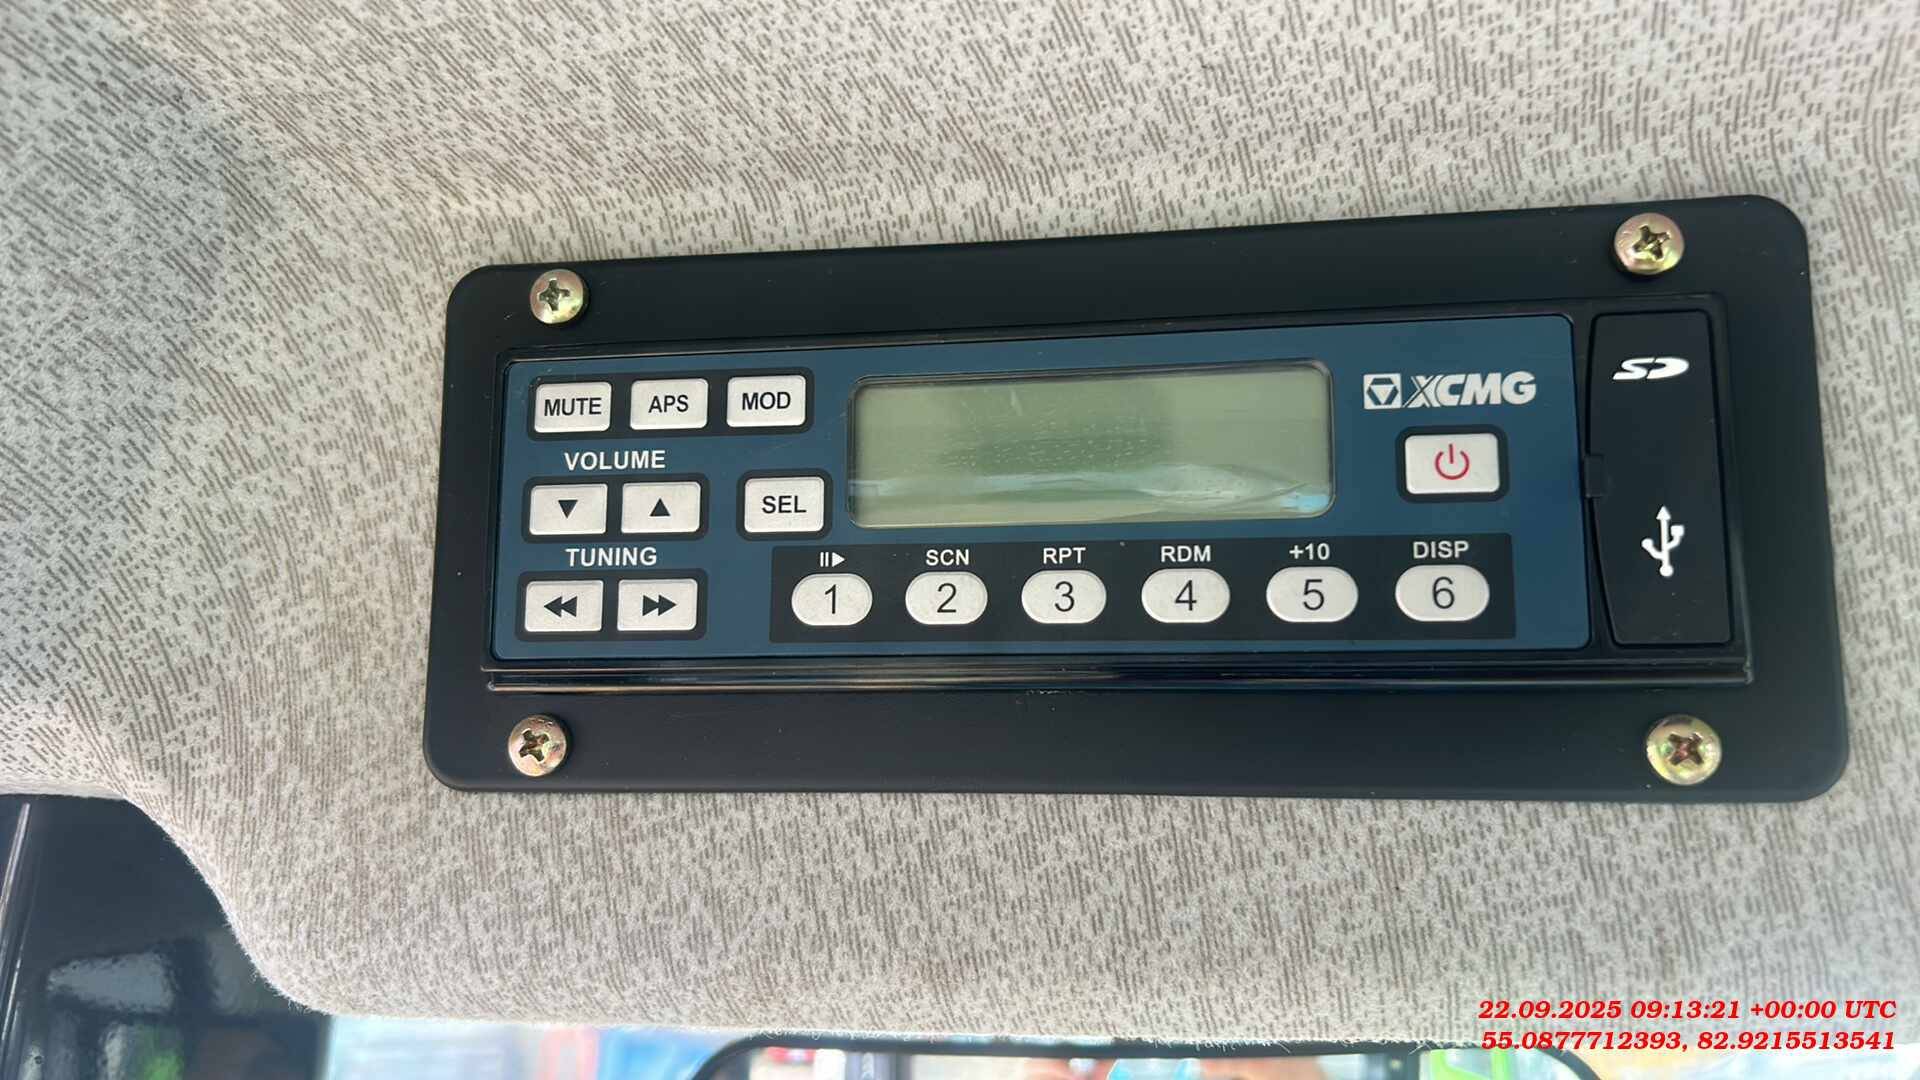 MUTE APS MOD
XCMG
VOLUME
SEL
TUNING
SCN RPT RDM +10 DISP
1 2 3 4 5 6
22.09.2025 09:13:21 +00:00 UTC
55.0877712393, 82.9215513541